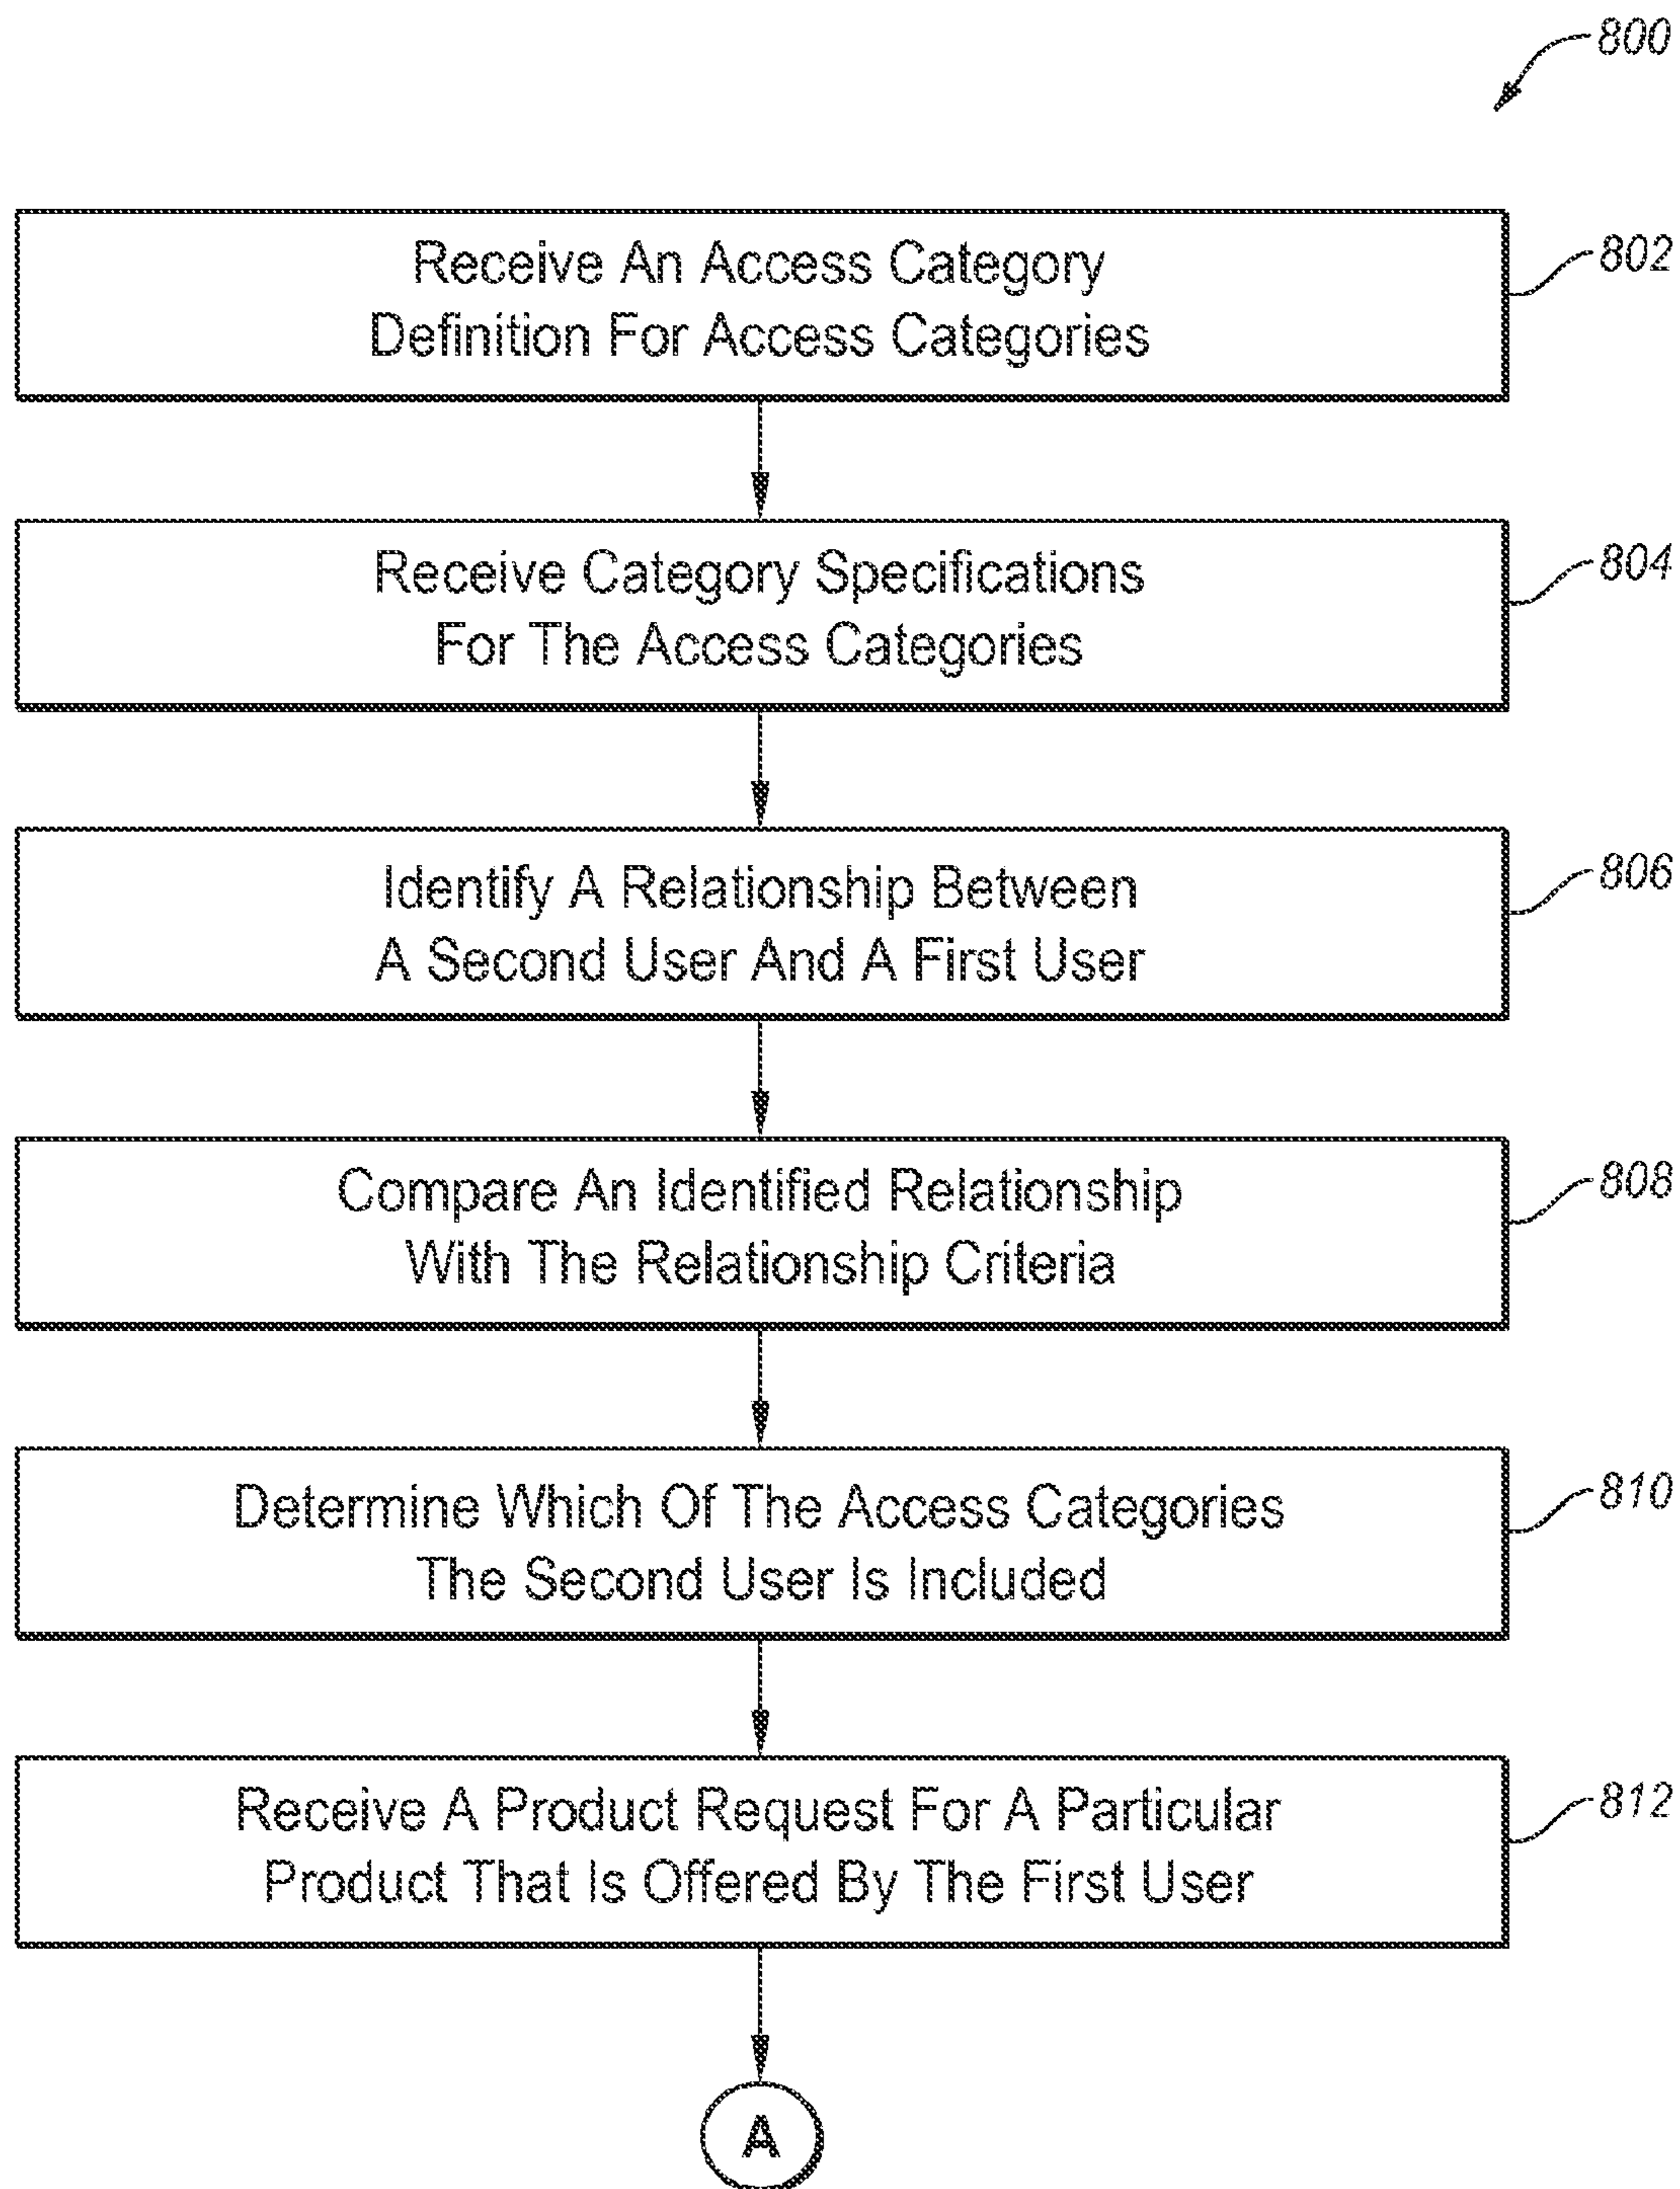 800
Receive An Access Category
Definition For Access Categories
802
Receive Category Specifications
For The Access Categories
804
Identify A Relationship Between
A Second User And A First User
806
Compare An Identified Relationship
With The Relationship Criteria
808
Determine Which Of The Access Categories
The Second User Is Included
810
Receive A Product Request For A Particular
Product That Is Offered By The First User
812
A